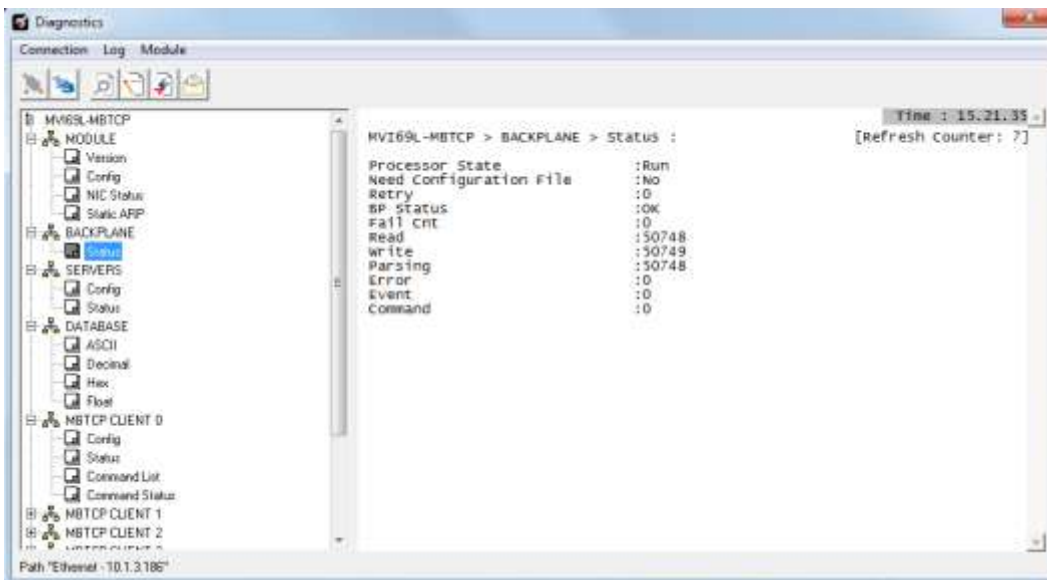 Diagnostics
Connection Log Module
MVI69L-MBTCP
MODULE
Version
Config
NIC Status
Static ARP
BACKPLANE
Status
SERVERS
Config
Status
DATABASE
ASCII
Decimal
Hex
Float
MBTCP CLIENT 0
Config
Status
Command List
Command Status
MBTCP CLIENT 1
MBTCP CLIENT 2
Time : 15.21.35
MVI69L-MBTCP > BACKPLANE > Status :
[Refresh Counter: 7]
Processor State :Run
Need Configuration File :No
Retry :0
BP Status :OK
Fail Cnt :0
Read :50748
Write :50749
Parsing :50748
Error :0
Event :0
Command :0
Path "Ethernet - 10.1.3.186"